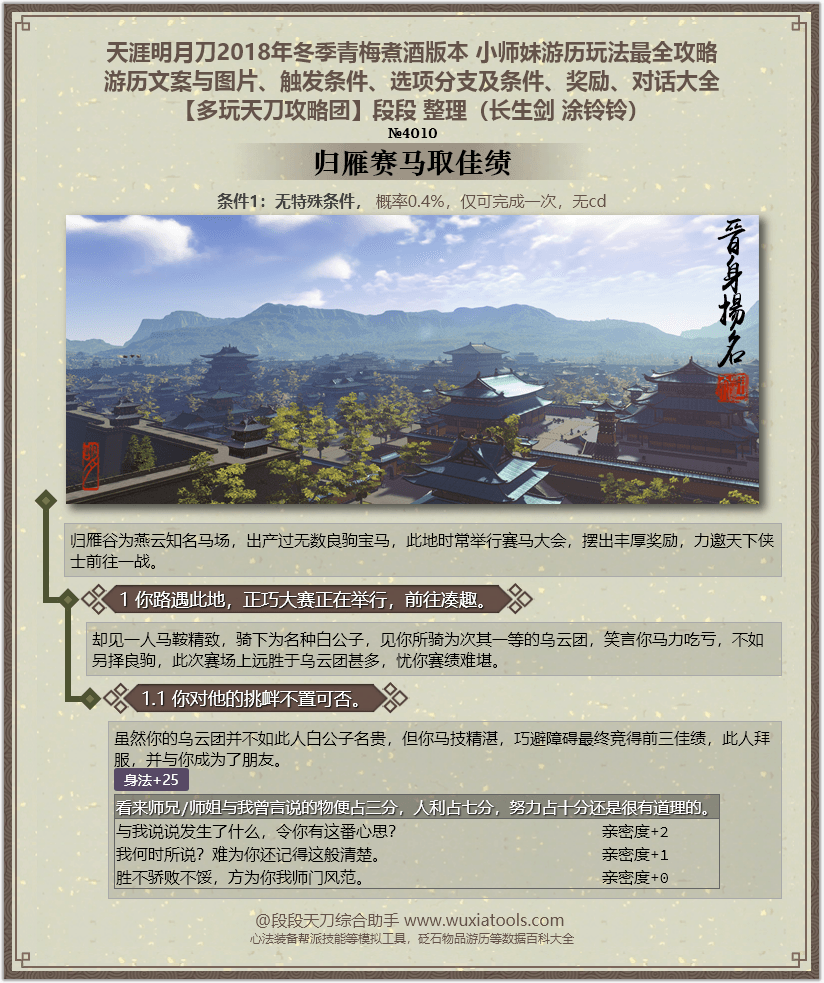 天涯明月刀2018年冬季青梅煮酒版本 小师妹游历玩法最全攻略
游历文案与图片、触发条件、选项分支及条件、奖励、对话大全
【多玩天刀攻略团】段段 整理（长生剑 涂铃铃）
№4010
归雁赛马取佳绩
条件1：无特殊条件， 概率0.4%，仅可完成一次，无cd
晋身揚名
归雁谷为燕云知名马场，出产过无数良驹宝马，此地时常举行赛马大会，摆出丰厚奖励，力邀天下侠
士前往一战。
1 你路遇此地，正巧大赛正在举行，前往凑趣。
却见一人马鞍精致，骑下为名种白公子，见你所骑为次其一等的乌云团，笑言你马力吃亏，不如
另择良驹，此次赛场上远胜于乌云团甚多，忧你赛绩难堪。
1.1 你对他的挑衅不置可否。
虽然你的乌云团并不如此人白公子名贵，但你马技精湛，巧避障碍最终竞得前三佳绩，此人拜
服，并与你成为了朋友。
身法+25
看来师兄/师姐与我曾言说的物便占三分，人利占七分，努力占十分还是很有道理的。
与我说说发生了什么，令你有这番心思？ 亲密度+2
我何时所说？难为你还记得这般清楚。 亲密度+1
胜不骄败不馁，方为你我师门风范。 亲密度+0
@段段天刀综合助手 www.wuxiatools.com
心法装备帮派技能等模拟工具，砭石物品游历等数据百科大全